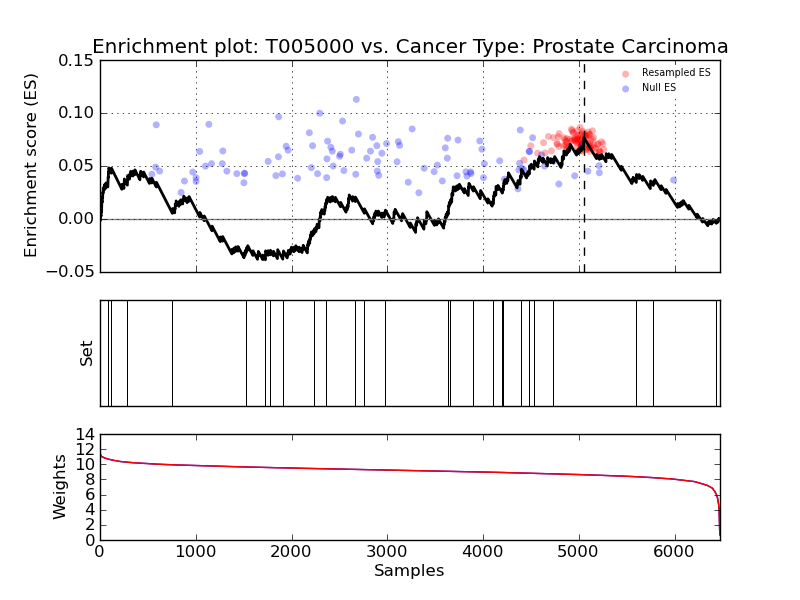 Enrichment plot: T005000 vs. Cancer Type: Prostate Carcinoma
0.15
0.10
0.05
0.00
−0.05
Enrichment score (ES)
Resampled ES
Null ES
Set
14
12
10
8
6
4
2
0
Weights
0 1000 2000 3000 4000 5000 6000
Samples